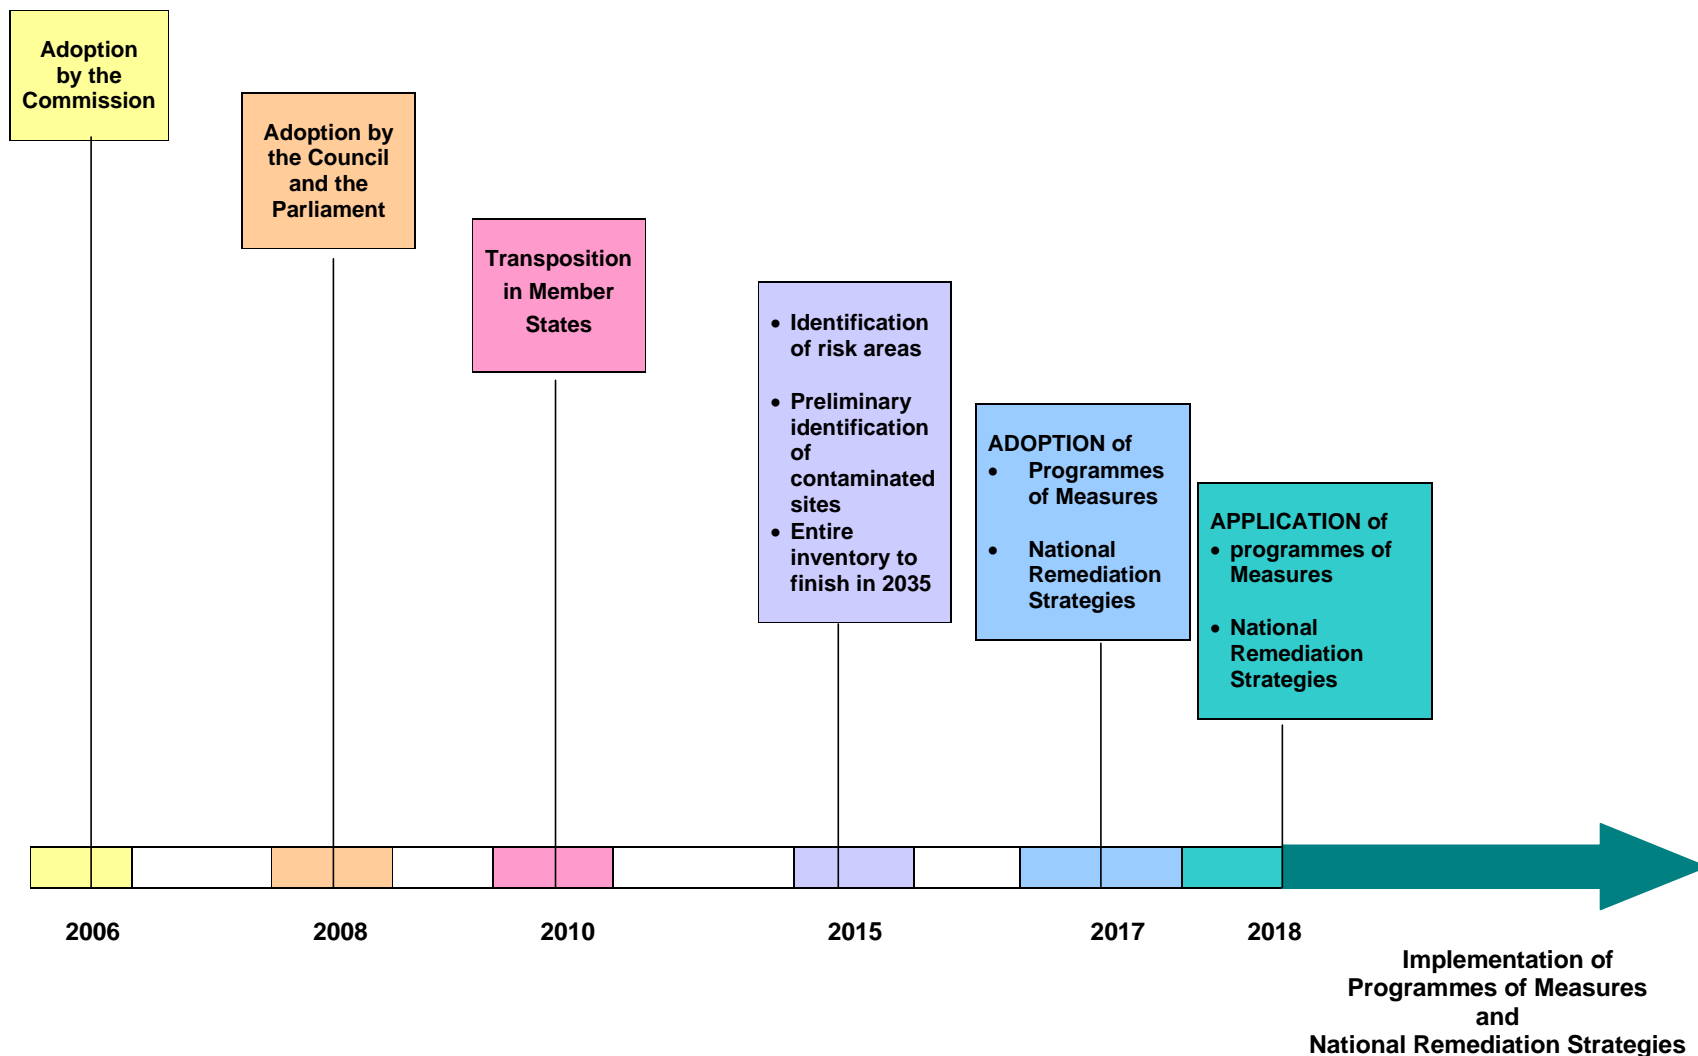 Adoption
by the
Commission
Adoption by
the Council
and the
Parliament
Transposition
in Member
States
• Identification
of risk areas
• Preliminary
identification
of
contaminated
sites
• Entire
inventory to
finish in 2035
ADOPTION of
• Programmes
of Measures
• National
Remediation
Strategies
APPLICATION of
• programmes of
Measures
• National
Remediation
Strategies
2006
2008
2010
2015
2017
2018
Implementation of
Programmes of Measures
and
National Remediation Strategies